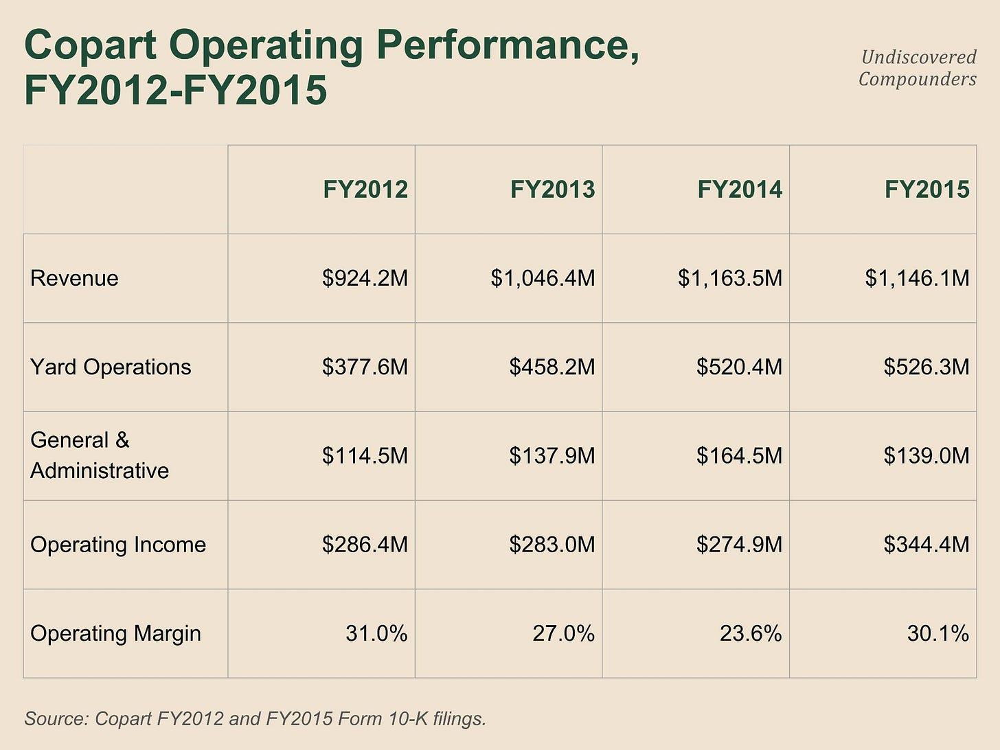 Copart Operating Performance,
FY2012-FY2015
Undiscovered
Compounders
FY2012 FY2013 FY2014 FY2015
Revenue $924.2M $1,046.4M $1,163.5M $1,146.1M
Yard Operations $377.6M $458.2M $520.4M $526.3M
General &
Administrative $114.5M $137.9M $164.5M $139.0M
Operating Income $286.4M $283.0M $274.9M $344.4M
Operating Margin 31.0% 27.0% 23.6% 30.1%
Source: Copart FY2012 and FY2015 Form 10-K filings.